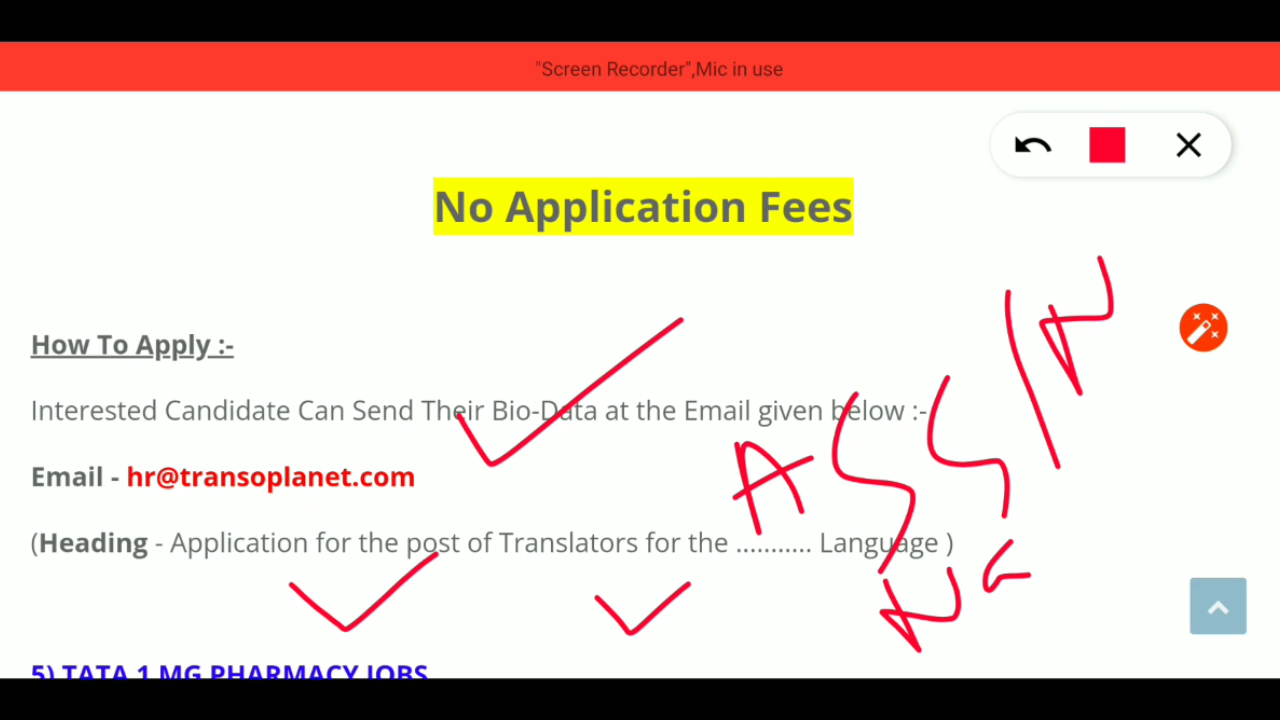 "Screen Recorder",Mic in use
No Application Fees
How To Apply :-
Interested Candidate Can Send Their Bio-Data at the Email given below :-
Email - hr@transoplanet.com
(Heading - Application for the post of Translators for the ........... Language )
5) TATA 1 MG PHARMACY JOBS